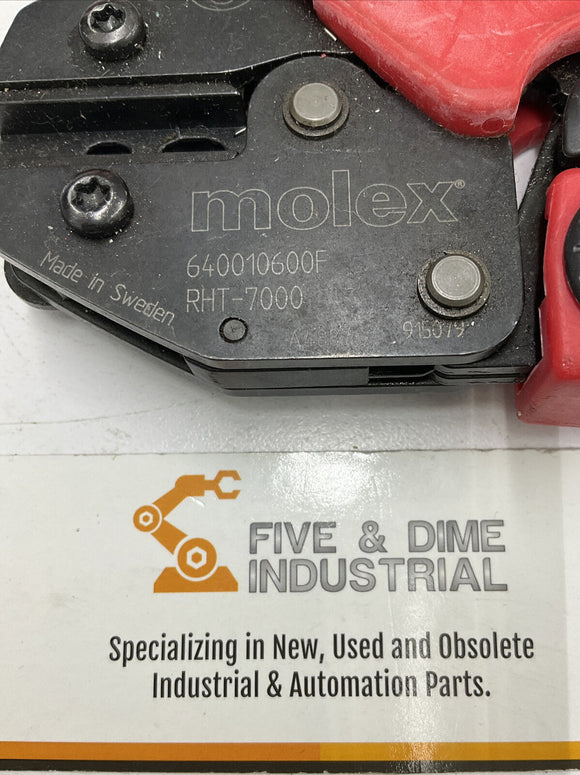 molex®
640010600F
RHT-7000
Made in Sweden
915079
FIVE & DIME
INDUSTRIAL
Specializing in New, Used and Obsolete
Industrial & Automation Parts.